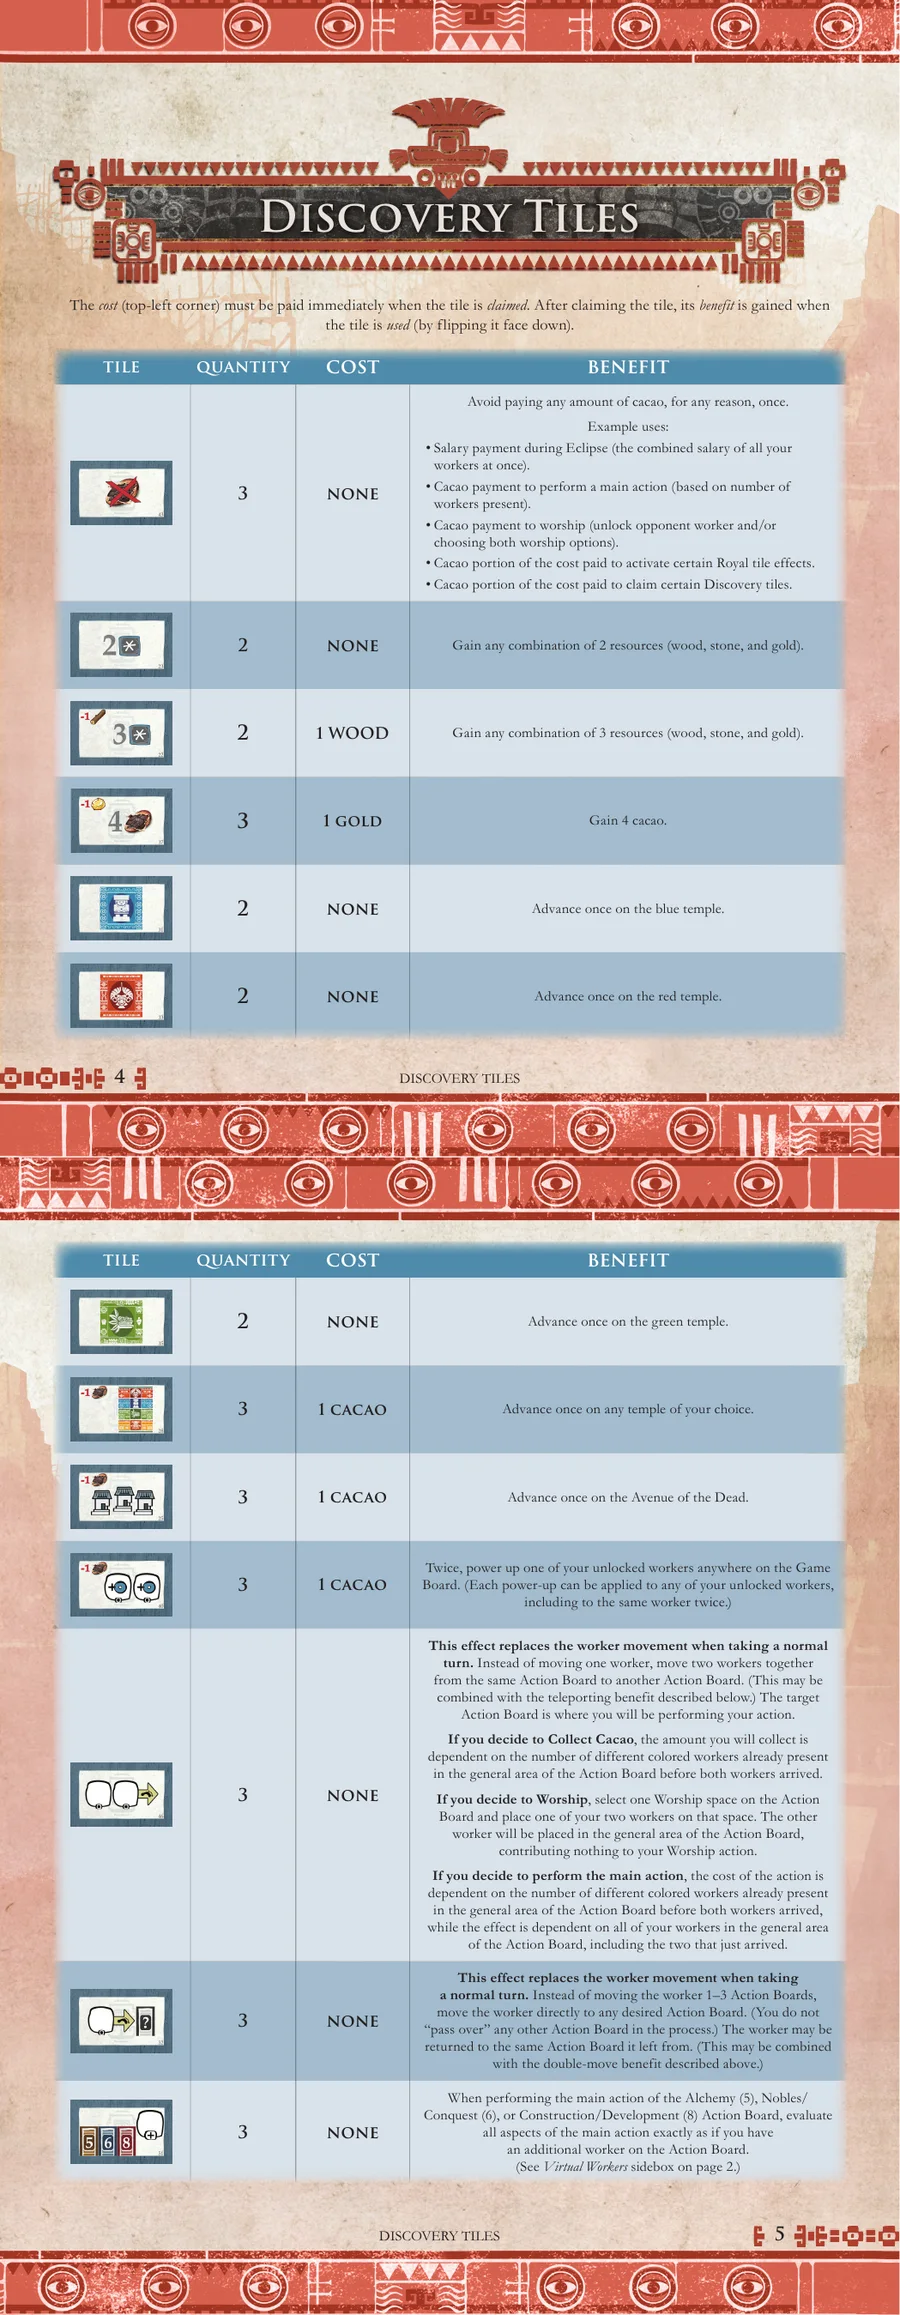 DISCOVERY TILES
The cost (top-left corner) must be paid immediately when the tile is claimed. After claiming the tile, its benefit is gained when
the tile is used (by flipping it face down).
TILE QUANTITY COST BENEFIT
3 NONE
Avoid paying any amount of cacao, for any reason, once.
Example uses:
• Salary payment during Eclipse (the combined salary of all your
workers at once).
• Cacao payment to perform a main action (based on number of
workers present).
• Cacao payment to worship (unlock opponent worker and/or
choosing both worship options).
• Cacao portion of the cost paid to activate certain Royal tile effects.
• Cacao portion of the cost paid to claim certain Discovery tiles.
2 2 NONE Gain any combination of 2 resources (wood, stone, and gold).
-1 3 2 1 WOOD Gain any combination of 3 resources (wood, stone, and gold).
-1 4 3 1 GOLD Gain 4 cacao.
2 NONE Advance once on the blue temple.
2 NONE Advance once on the red temple.
4 DISCOVERY TILES
TILE QUANTITY COST BENEFIT
2 NONE Advance once on the green temple.
-1 3 1 CACAO Advance once on any temple of your choice.
-1 3 1 CACAO Advance once on the Avenue of the Dead.
-1 3 1 CACAO
Twice, power up one of your unlocked workers anywhere on the Game
Board. (Each power-up can be applied to any of your unlocked workers,
including to the same worker twice.)
3 NONE
This effect replaces the worker movement when taking a normal
turn. Instead of moving one worker, move two workers together
from the same Action Board to another Action Board. (This may be
combined with the teleporting benefit described below.) The target
Action Board is where you will be performing your action.
If you decide to Collect Cacao, the amount you will collect is
dependent on the number of different colored workers already present
in the general area of the Action Board before both workers arrived.
If you decide to Worship, select one Worship space on the Action
Board and place one of your two workers on that space. The other
worker will be placed in the general area of the Action Board,
contributing nothing to your Worship action.
If you decide to perform the main action, the cost of the action is
dependent on the number of different colored workers already present
in the general area of the Action Board before both workers arrived,
while the effect is dependent on all of your workers in the general area
of the Action Board, including the two that just arrived.
? 3 NONE
This effect replaces the worker movement when taking
a normal turn. Instead of moving the worker 1–3 Action Boards,
move the worker directly to any desired Action Board. (You do not
“pass over” any other Action Board in the process.) The worker may be
returned to the same Action Board it left from. (This may be combined
with the double-move benefit described above.)
5 6 8 3 NONE
When performing the main action of the Alchemy (5), Nobles/
Conquest (6), or Construction/Development (8) Action Board, evaluate
all aspects of the main action exactly as if you have
an additional worker on the Action Board.
(See Virtual Workers sidebox on page 2.)
DISCOVERY TILES 5